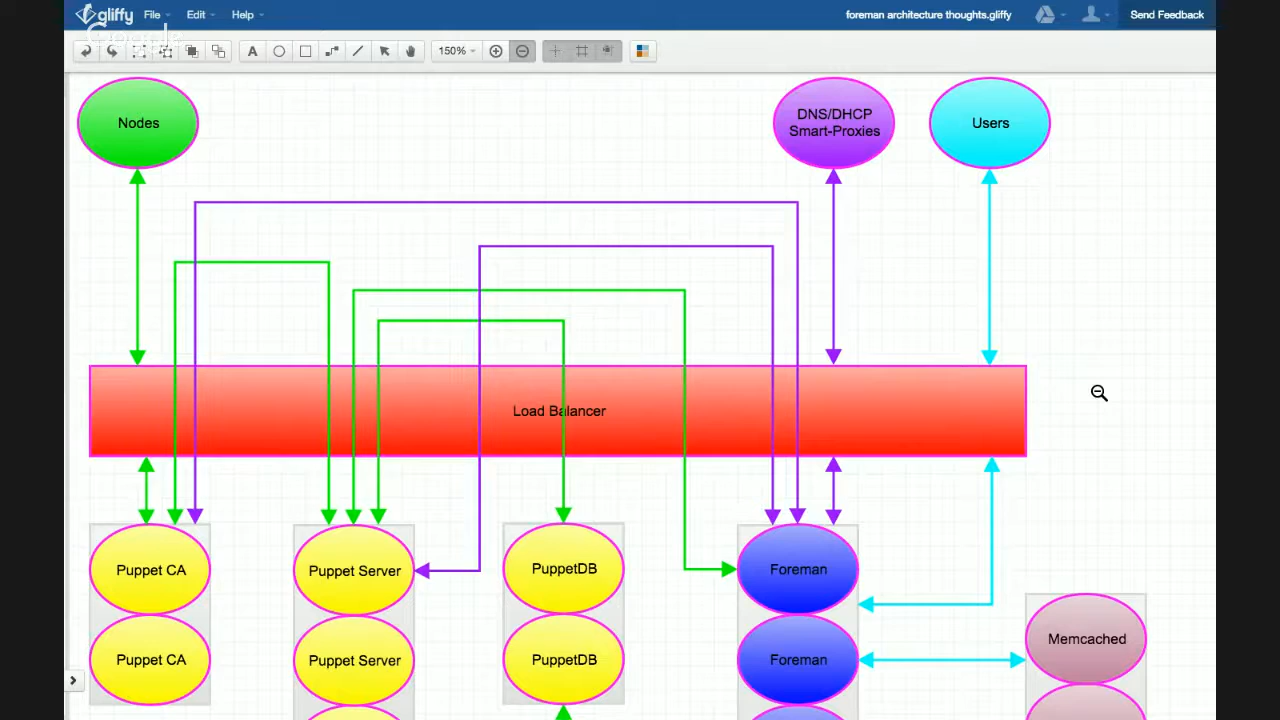 gliffy
File
Edit
Help
foreman architecture thoughts.gliffy
Send Feedback
Google
A
150%
Nodes
DNS/DHCP
Smart-Proxies
Users
Load Balancer
Puppet CA
Puppet Server
PuppetDB
Foreman
Memcached
Puppet CA
Puppet Server
PuppetDB
Foreman